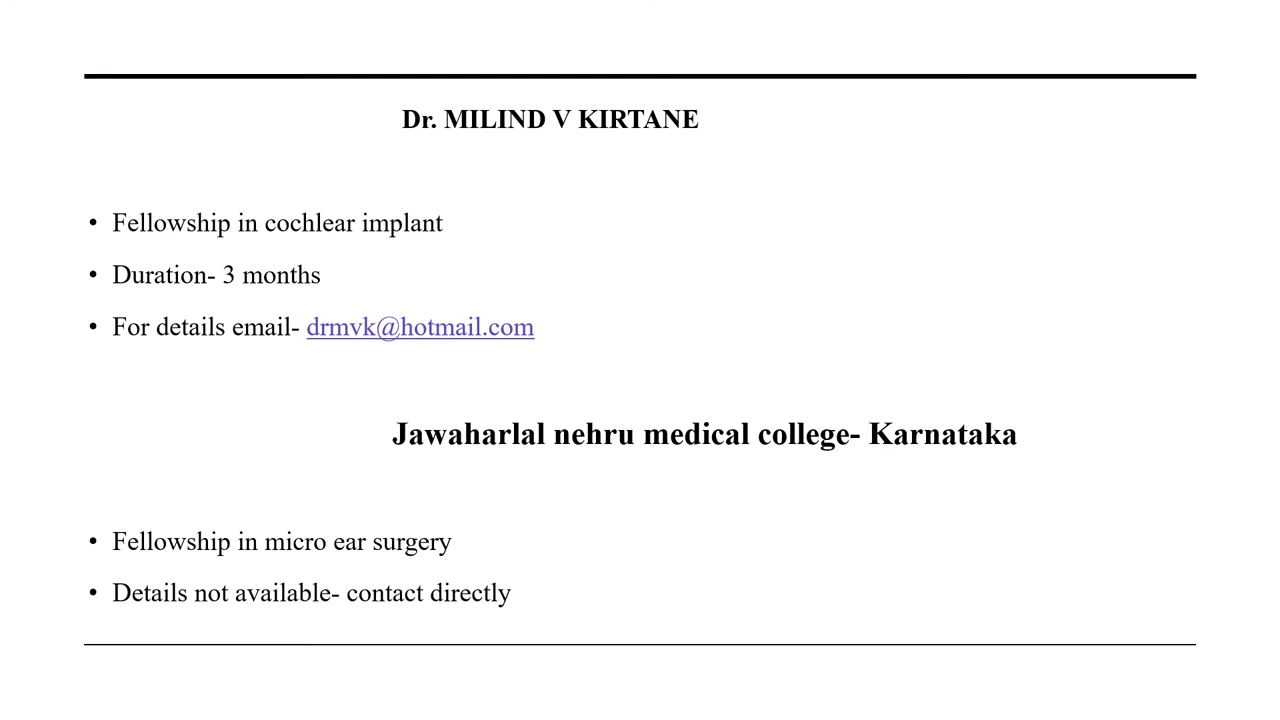 Dr. MILIND V KIRTANE
• Fellowship in cochlear implant
• Duration- 3 months
• For details email- drmvk@hotmail.com
Jawaharlal nehru medical college- Karnataka
• Fellowship in micro ear surgery
• Details not available- contact directly